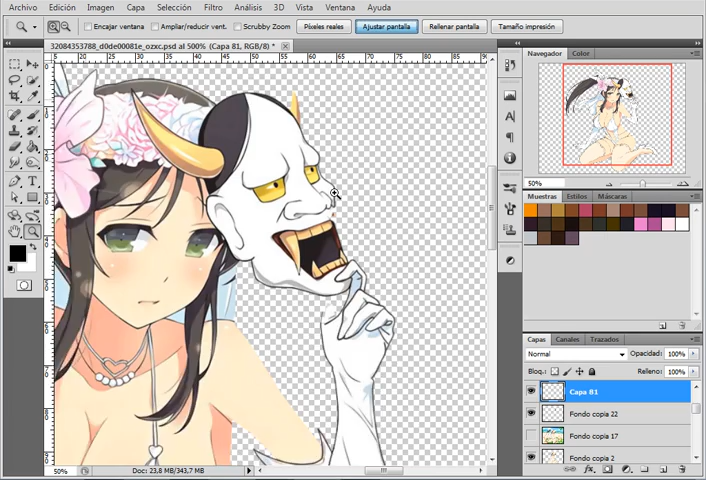 Archivo Edición Imagen Capa Selección Filtro Análisis 3D Vista Ventana Ayuda
Encajar ventana Ampliar/reducir vent. Scrubby Zoom Píxeles reales Ajustar pantalla Rellenar pantalla Tamaño impresión
32084353788_d0de00081e_ozxc.psd al 500% (Capa 81, RGB/8) *
Navegador Color
50%
Muestras Estilos Máscaras
Capas Canales Trazados
Normal Opacidad: 100%
Bloq.: Relleno: 100%
Capa 81
Fondo copia 22
Fondo copia 17
Fondo copia 2
50% Doc: 23,8 MB/343,7 MB